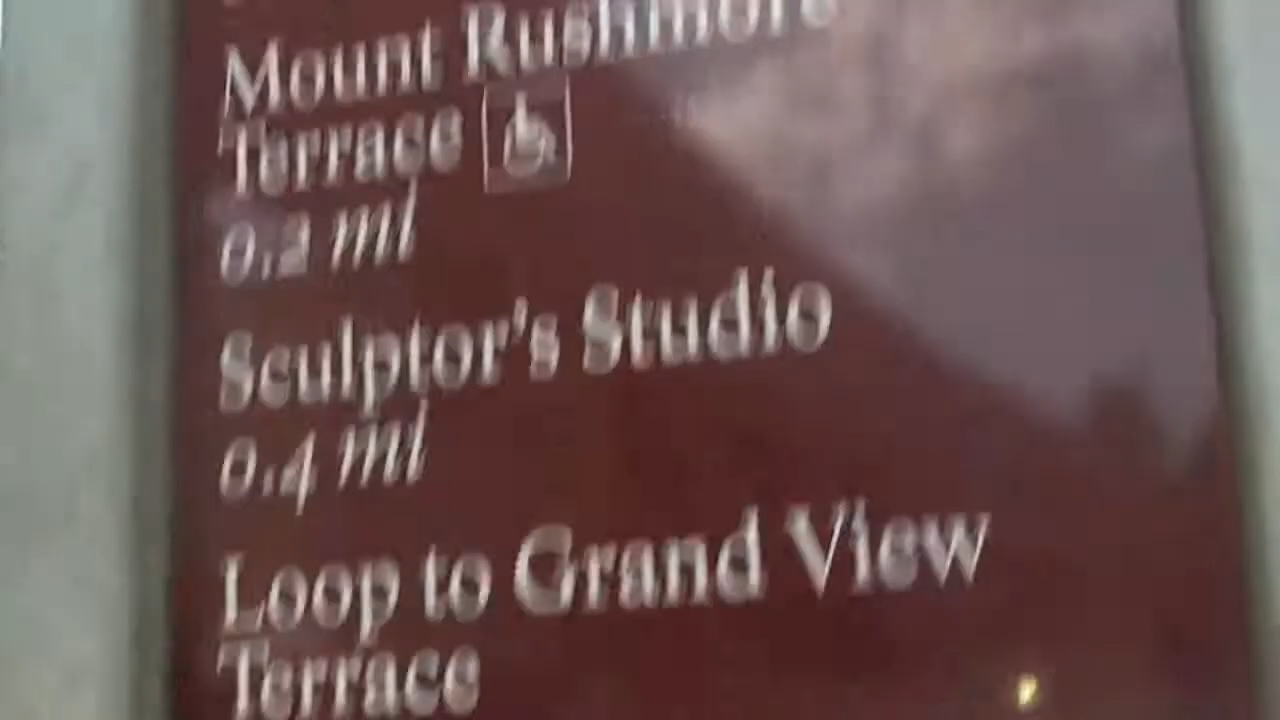 Mount Rushmore
Terrace
0.2 mi
Sculptor's Studio
0.4 mi
Loop to Grand View
Terrace